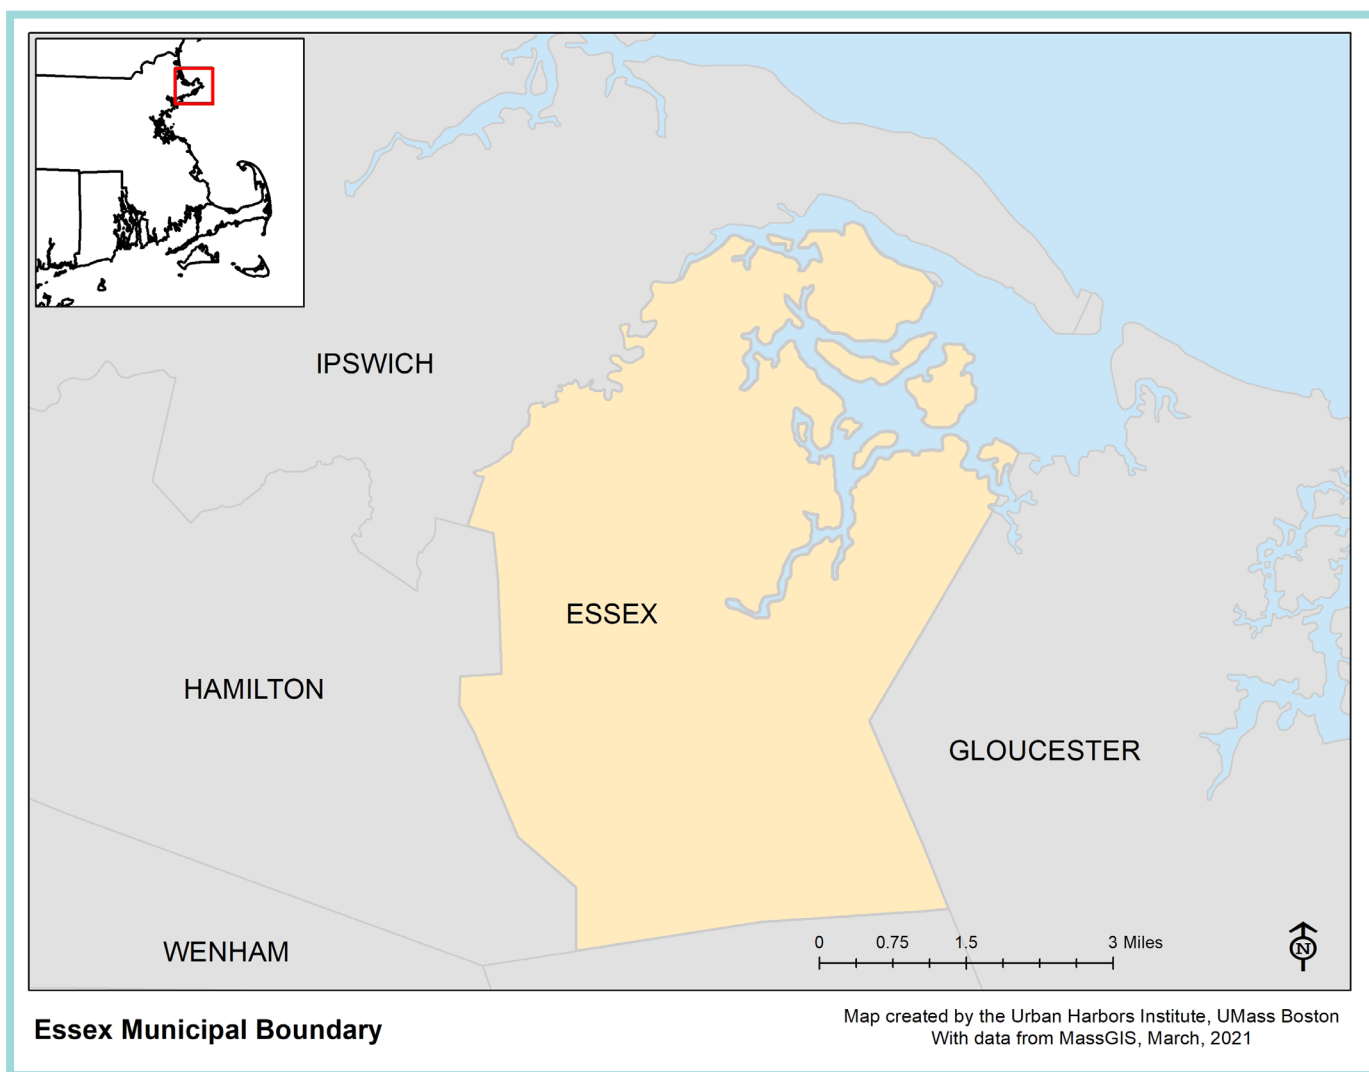 IPSWICH
ESSEX
HAMILTON
GLOUCESTER
WENHAM
0 0.75 1.5 3 Miles
N
Essex Municipal Boundary
Map created by the Urban Harbors Institute, UMass Boston
With data from MassGIS, March, 2021